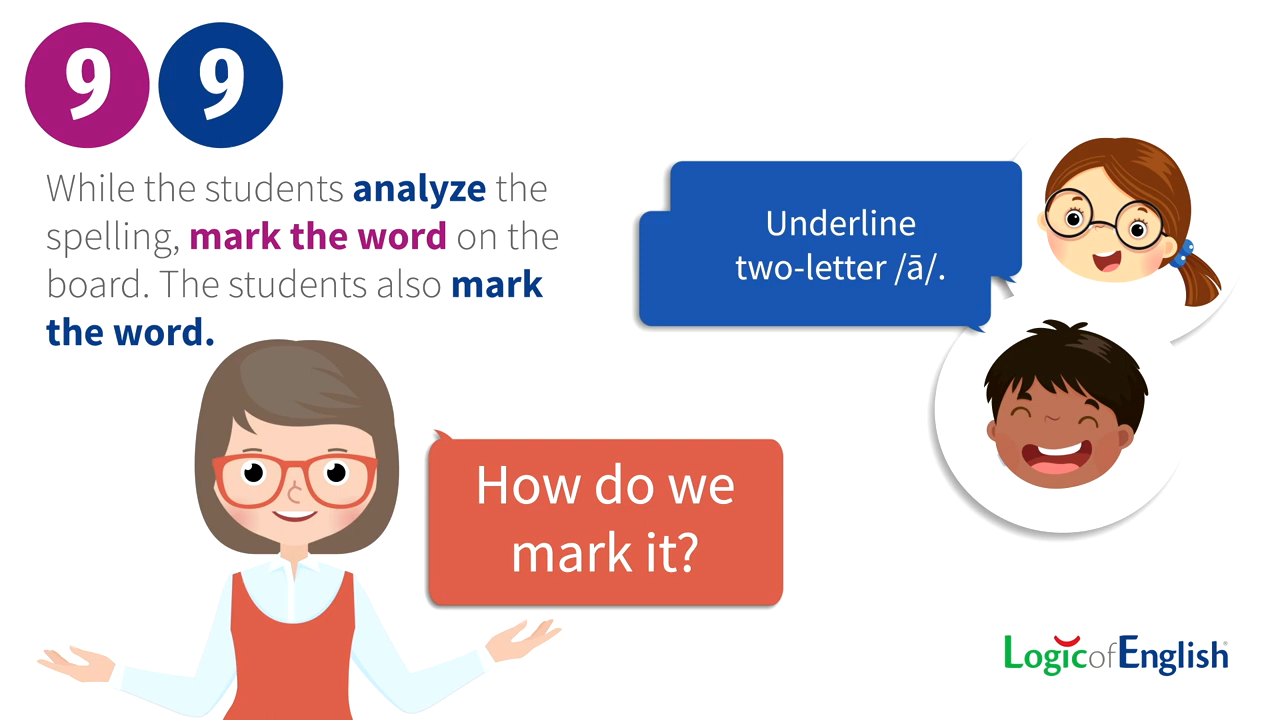 9 9
While the students analyze the
spelling, mark the word on the
board. The students also mark
the word.
Underline
two-letter /ā/.
How do we
mark it?
LogicofEnglish®